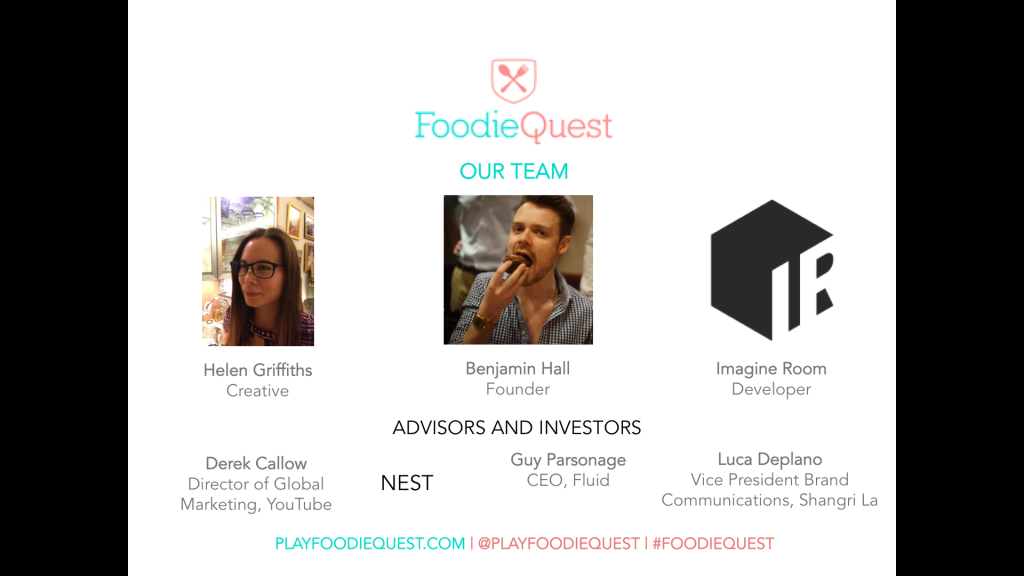 FoodieQuest
OUR TEAM
Helen Griffiths
Creative
Benjamin Hall
Founder
IR
Imagine Room
Developer
ADVISORS AND INVESTORS
Derek Callow
Director of Global
Marketing, YouTube
NEST
Guy Parsonage
CEO, Fluid
Luca Deplano
Vice President Brand
Communications, Shangri La
PLAYFOODIEQUEST.COM | @PLAYFOODIEQUEST | #FOODIEQUEST